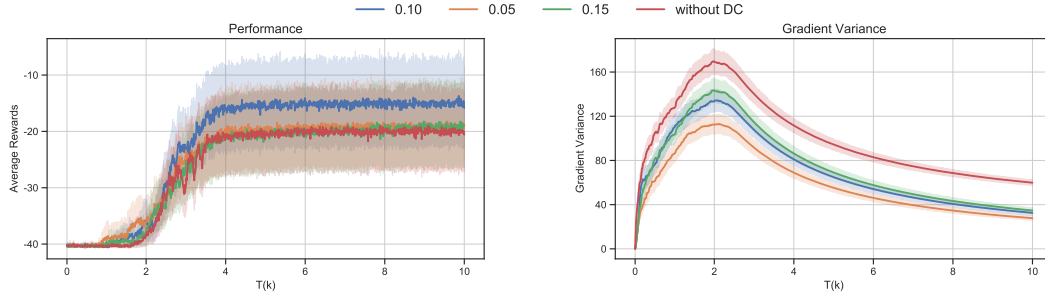 0.10 0.05 0.15 without DC
Performance
Average Rewards
-10
-20
-30
-40
0 2 4 6 8 10
T(k)
Gradient Variance
Gradient Variance
160
120
80
40
0
0 2 4 6 8 10
T(k)